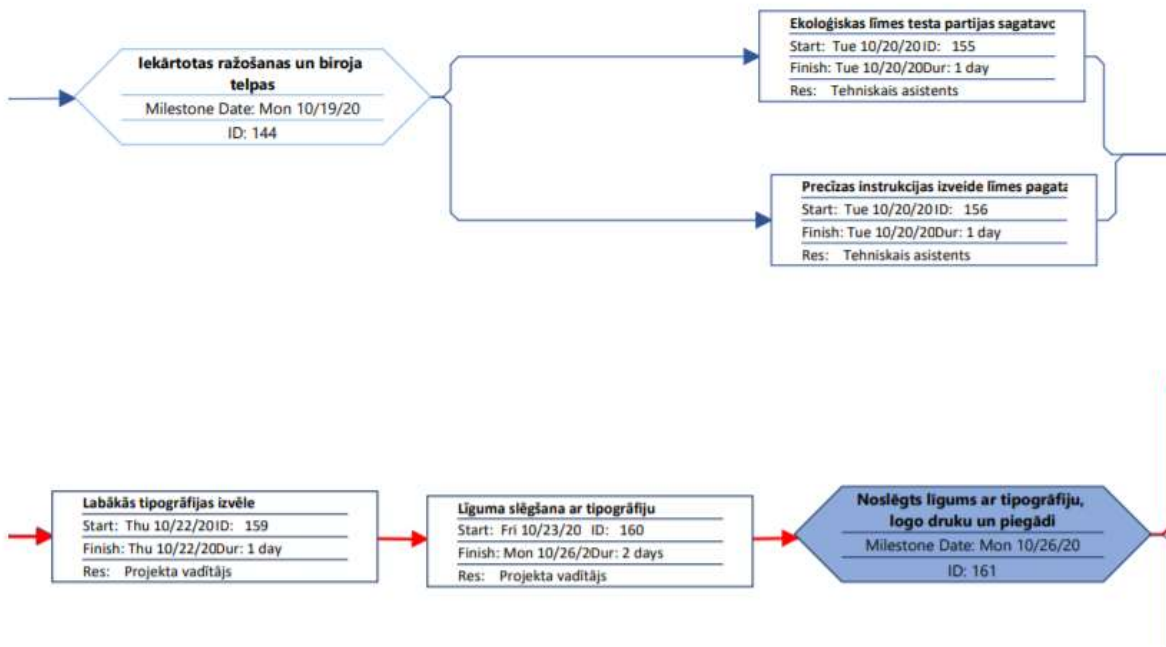 Iekārtotas ražošanas un biroja
telpas
Milestone Date: Mon 10/19/20
ID: 144
Ekoloģiskas līmes testa partijas sagatavc
Start: Tue 10/20/20ID: 155
Finish: Tue 10/20/20Dur: 1 day
Res: Tehniskais asistents
Precīzas instrukcijas izveide līmes pagata
Start: Tue 10/20/20ID: 156
Finish: Tue 10/20/20Dur: 1 day
Res: Tehniskais asistents
Labākās tipogrāfijas izvēle
Start: Thu 10/22/20ID: 159
Finish: Thu 10/22/20Dur: 1 day
Res: Projekta vadītājs
Līguma slēgšana ar tipogrāfiju
Start: Fri 10/23/20 ID: 160
Finish: Mon 10/26/20Dur: 2 days
Res: Projekta vadītājs
Noslēgts līgums ar tipogrāfiju,
logo druku un piegādi
Milestone Date: Mon 10/26/20
ID: 161